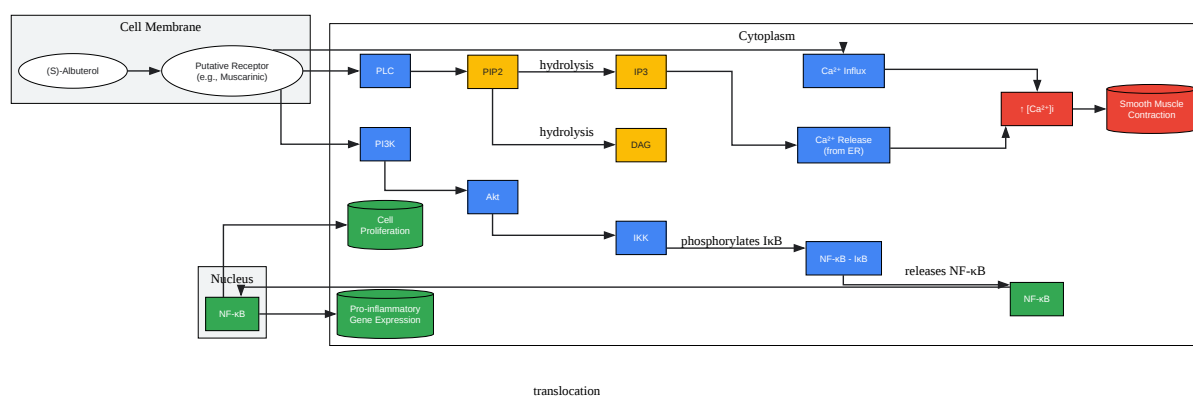 Cell Membrane
(S)-Albuterol
Putative Receptor
(e.g., Muscarinic)
Cytoplasm
PLC
PIP2
hydrolysis
IP3
Ca²⁺ Influx
↑ [Ca²⁺]i
Smooth Muscle
Contraction
PI3K
hydrolysis
DAG
Ca²⁺ Release
(from ER)
Akt
Cell
Proliferation
IKK
phosphorylates IκB
NF-κB - IκB
releases NF-κB
NF-κB
Nucleus
NF-κB
Pro-inflammatory
Gene Expression
translocation